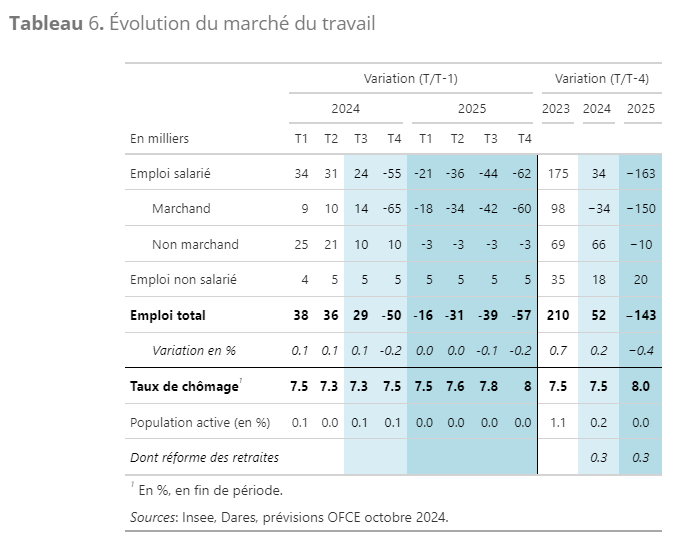 Tableau 6. Évolution du marché du travail
Variation (T/T-1) Variation (T/T-4)
2024 2025 2023 2024 2025
En milliers T1 T2 T3 T4 T1 T2 T3 T4
Emploi salarié 34 31 24 -55 -21 -36 -44 -62 175 34 −163
Marchand 9 10 14 -65 -18 -34 -42 -60 98 −34 −150
Non marchand 25 21 10 10 -3 -3 -3 -3 69 66 −10
Emploi non salarié 4 5 5 5 5 5 5 5 35 18 20
Emploi total 38 36 29 -50 -16 -31 -39 -57 210 52 −143
Variation en % 0.1 0.1 0.1 -0.2 0.0 0.0 -0.1 -0.2 0.7 0.2 −0.4
Taux de chômage¹ 7.5 7.3 7.3 7.5 7.5 7.6 7.8 8 7.5 7.5 8.0
Population active (en %) 0.1 0.0 0.1 0.1 0.0 0.0 0.0 0.0 1.1 0.2 0.0
Dont réforme des retraites 0.3 0.3
¹ En %, en fin de période.
Sources: Insee, Dares, prévisions OFCE octobre 2024.